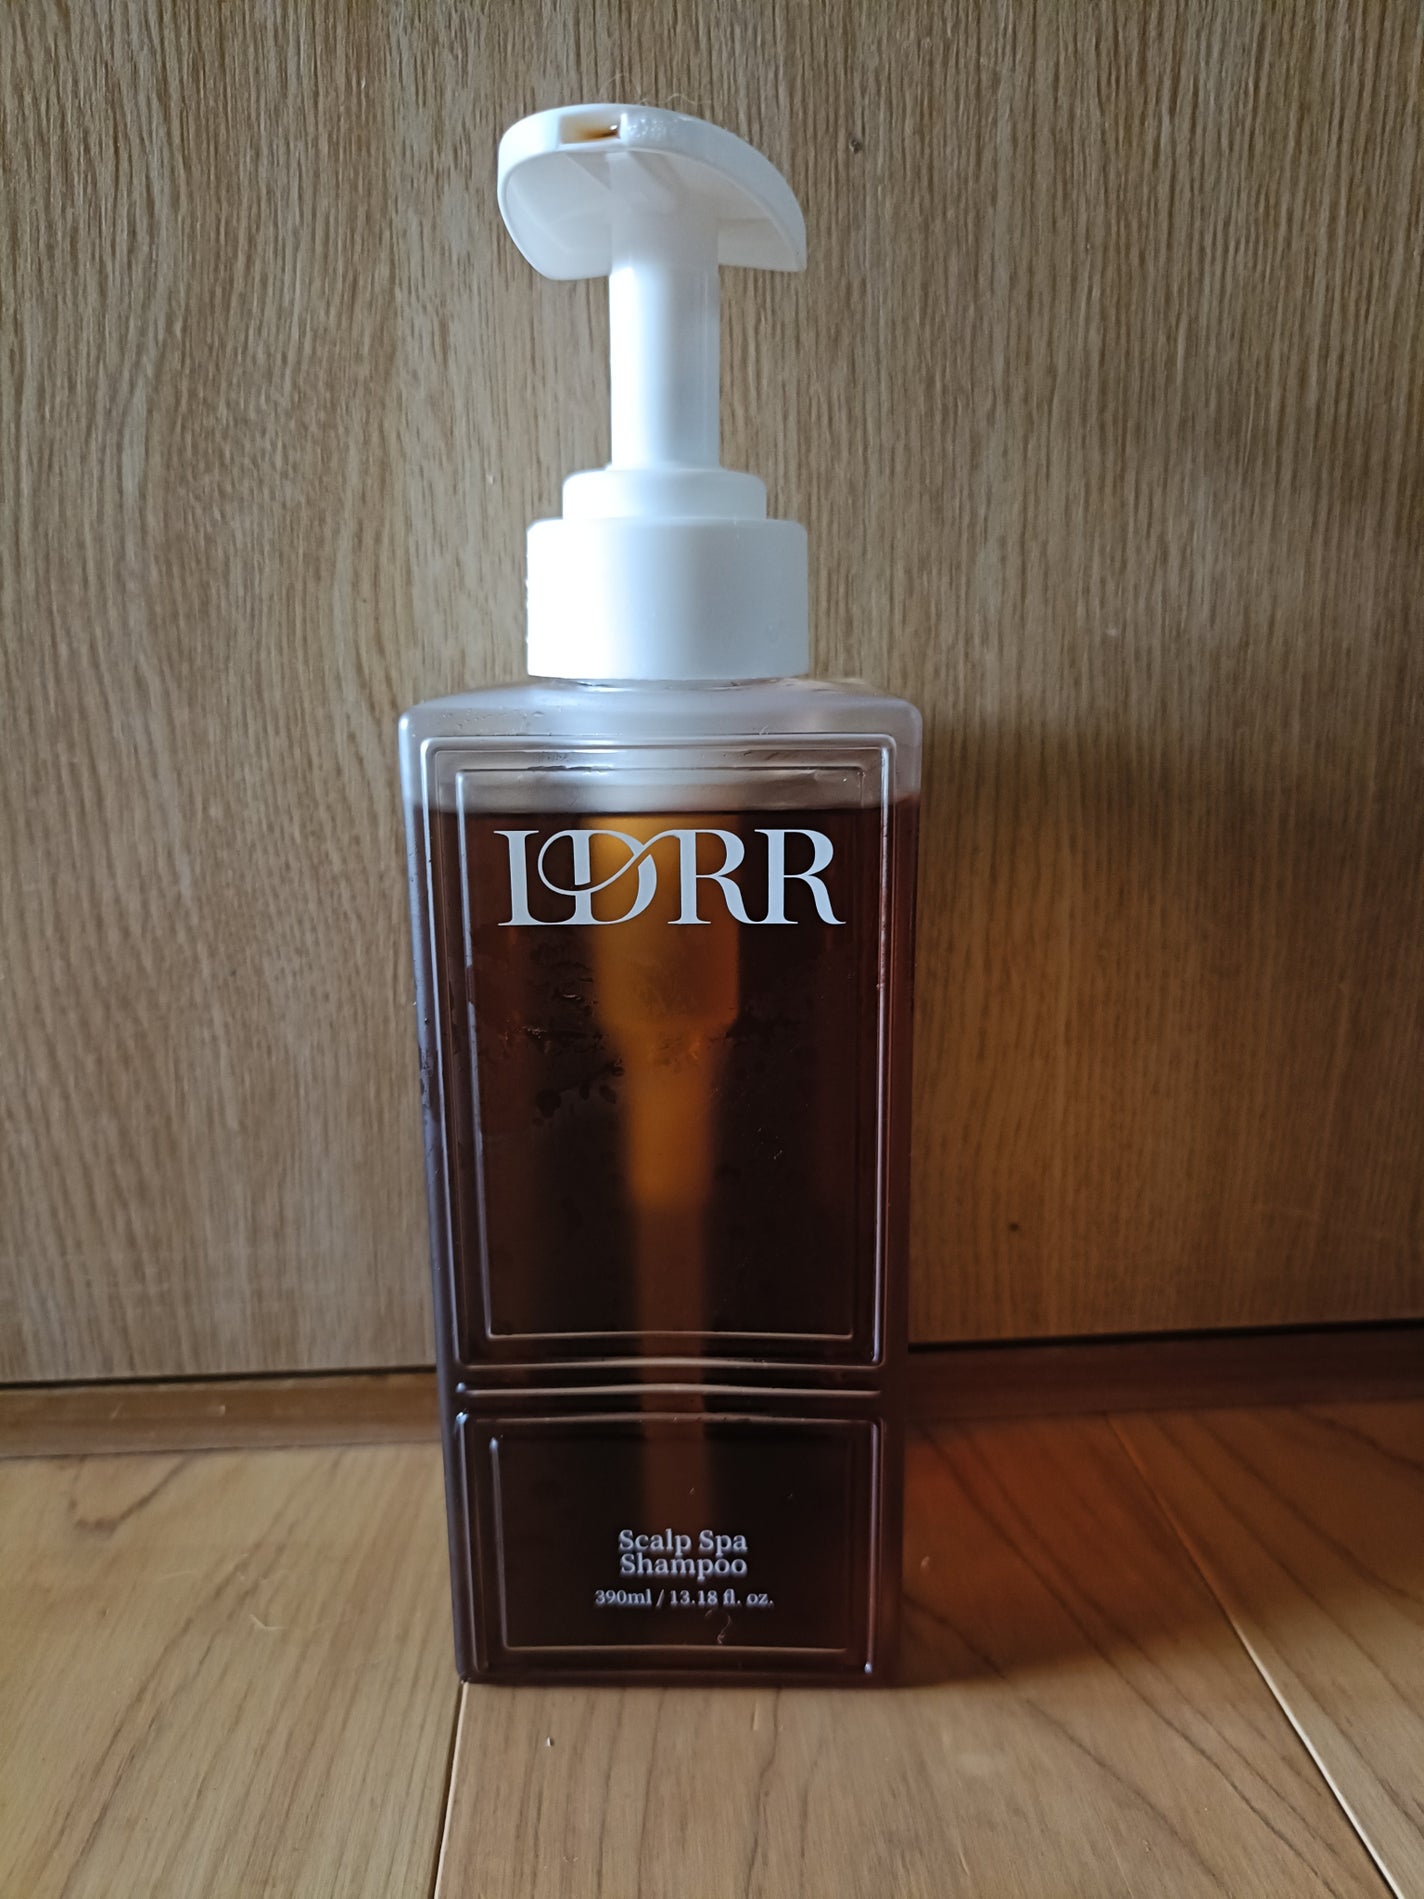 LDRR
Scalp Spa
Shampoo
390ml / 13.18 fl. oz.